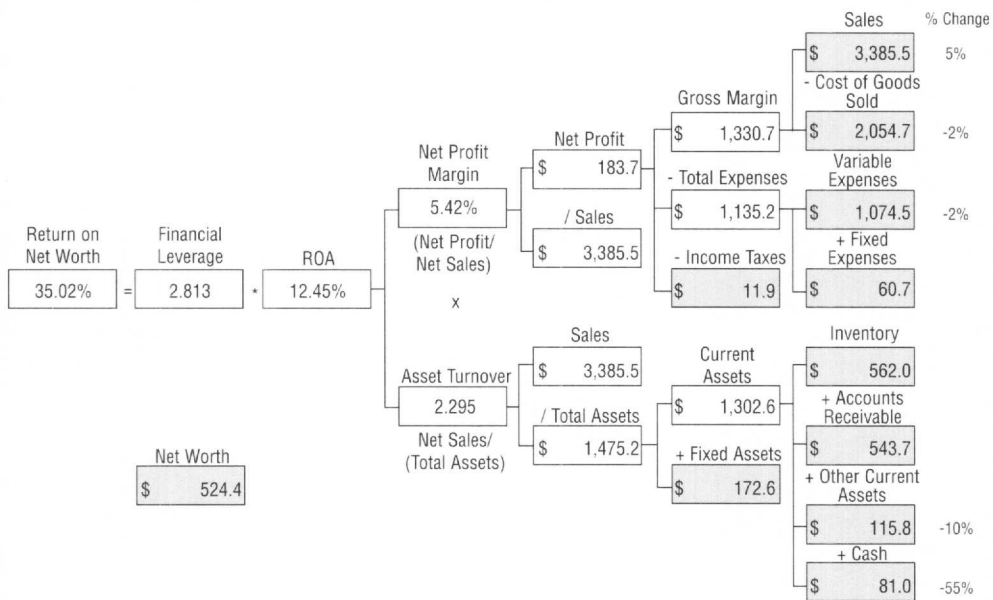 Sales % Change
$ 3,385.5 5%
- Cost of Goods
Sold
Gross Margin
$ 1,330.7 $ 2,054.7 -2%
Net Profit
Net Profit
Margin
$ 183.7
Variable
Expenses
- Total Expenses
5.42% $ 1,135.2 $ 1,074.5 -2%
/ Sales
Return on
Net Worth
Financial
Leverage
ROA
(Net Profit/
Net Sales)
$ 3,385.5
+ Fixed
Expenses
- Income Taxes
35.02% = 2.813 * 12.45% $ 11.9 $ 60.7
x
Sales
Inventory
Asset Turnover
$ 3,385.5
Current
Assets
$ 562.0
2.295
/ Total Assets
$ 1,302.6
+ Accounts
Receivable
Net Sales/
(Total Assets)
$ 1,475.2
+ Fixed Assets
$ 543.7
Net Worth
$ 524.4
$ 172.6
+ Other Current
Assets
$ 115.8 -10%
+ Cash
$ 81.0 -55%